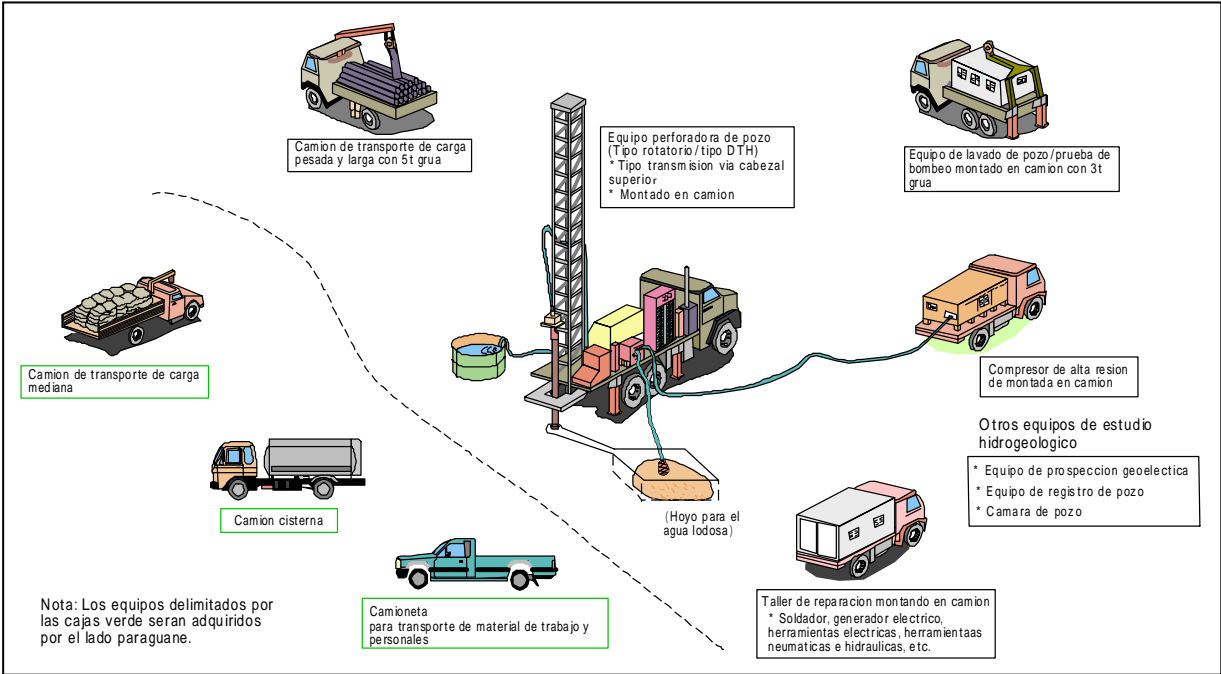 Camion de transporte de carga
pesada y larga con 5t grua
Equipo perforadora de pozo
(Tipo rotatorio/tipo DTH)
* Tipo transmision via cabezal
superior
* Montado en camion
Equipo de lavado de pozo/prueba de
bombeo montado en camion con 3t
grua
Camion de transporte de carga
mediana
Compresor de alta resion
de montada en camion
Otros equipos de estudio
hidrogeologico
* Equipo de prospeccion geoelectica
* Equipo de registro de pozo
* Camara de pozo
Camion cisterna
(Hoyo para el
agua lodosa)
Camioneta
para transporte de material de trabajo y
personales
Taller de reparacion montando en camion
* Soldador, generador electrico,
herramientas electricas, herramientaas
neumaticas e hidraulicas, etc.
Nota: Los equipos delimitados por
las cajas verde seran adquiridos
por el lado paraguane.